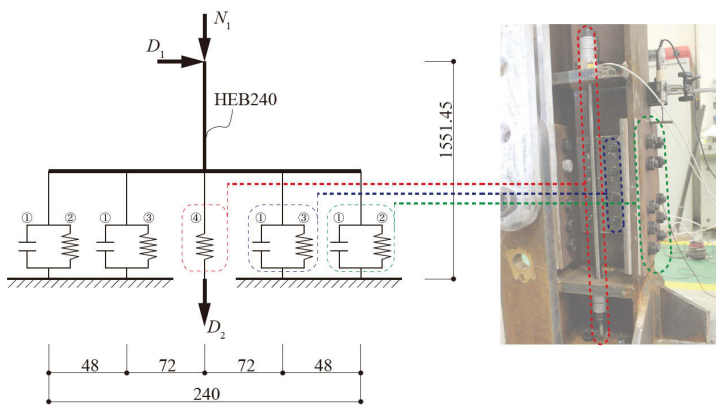 N1
D1
HEB240
1551.45
① ② ① ③ ④ ① ③ ① ②
D2
48 72 72 48
240